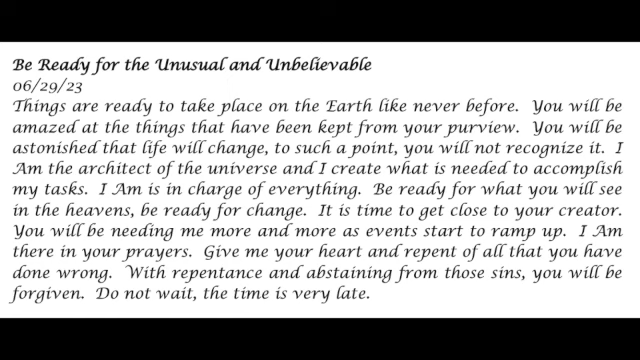 Be Ready for the Unusual and Unbelievable
06/29/23
Things are ready to take place on the Earth like never before. You will be
amazed at the things that have been kept from your purview. You will be
astonished that life will change, to such a point, you will not recognize it. I
Am the architect of the universe and I create what is needed to accomplish
my tasks. I Am is in charge of everything. Be ready for what you will see
in the heavens, be ready for change. It is time to get close to your creator.
You will be needing me more and more as events start to ramp up. I Am
there in your prayers. Give me your heart and repent of all that you have
done wrong. With repentance and abstaining from those sins, you will be
forgiven. Do not wait, the time is very late.